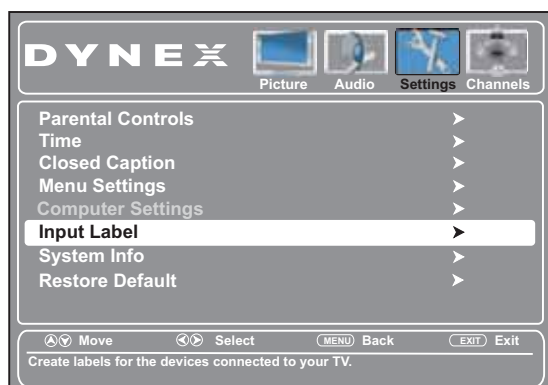 DYNEX
Picture Audio Settings Channels
Parental Controls
Time
Closed Caption
Menu Settings
Computer Settings
Input Label
System Info
Restore Default
Move Select MENU Back EXIT Exit
Create labels for the devices connected to your TV.